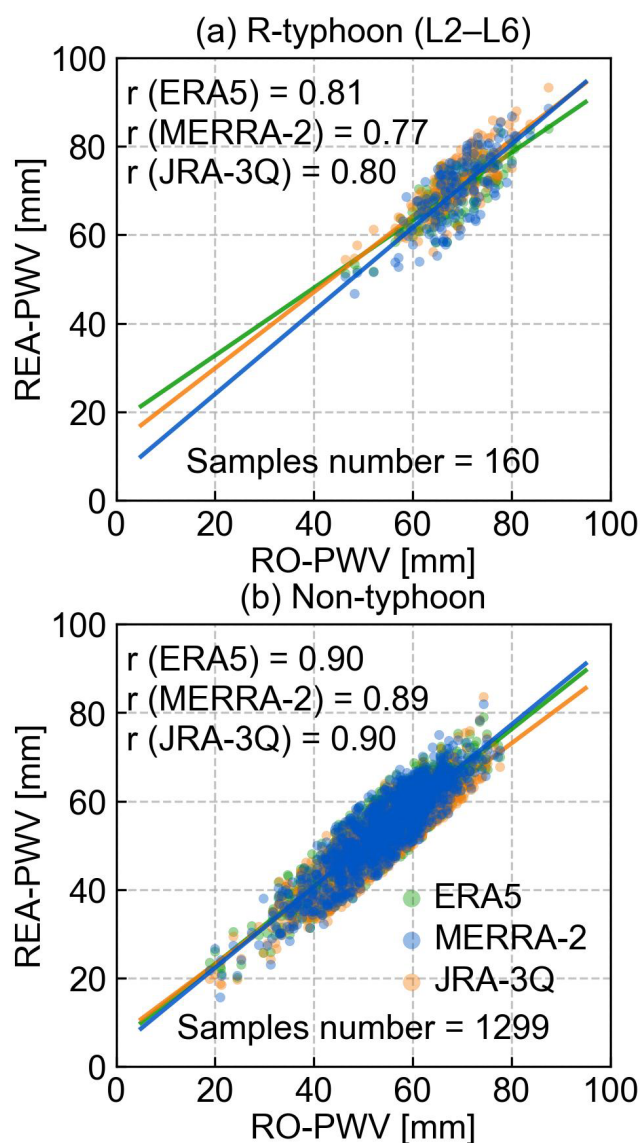 (a) R-typhoon (L2–L6)
100
r (ERA5) = 0.81
r (MERRA-2) = 0.77
80
r (JRA-3Q) = 0.80
60
REA-PWV [mm]
40
20
Samples number = 160
0
0 20 40 60 80 100
RO-PWV [mm]
(b) Non-typhoon
100
r (ERA5) = 0.90
r (MERRA-2) = 0.89
80
r (JRA-3Q) = 0.90
60
REA-PWV [mm]
40
ERA5
MERRA-2
20
JRA-3Q
Samples number = 1299
0
0 20 40 60 80 100
RO-PWV [mm]